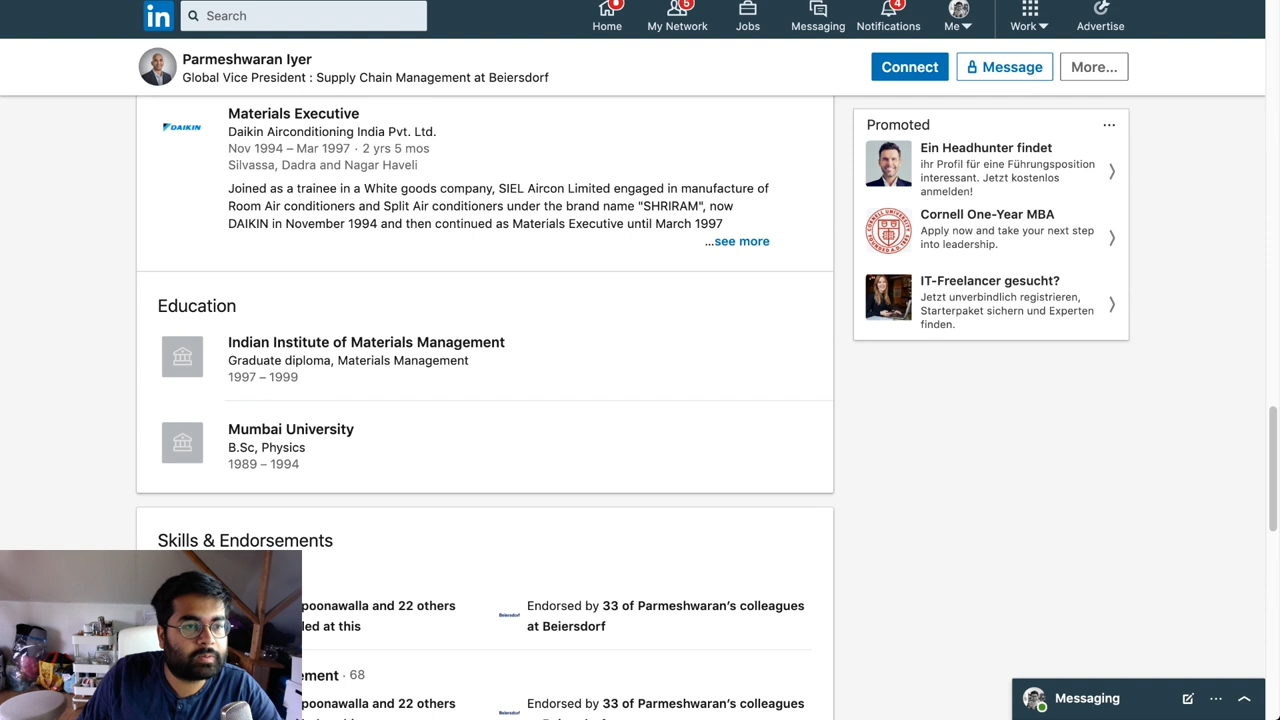 in
Search
5
4
Home
My Network
Jobs
Messaging
Notifications
Me
Work
Advertise
Parmeshwaran Iyer
Global Vice President : Supply Chain Management at Beiersdorf
Connect
Message
More...
DAIKIN
Materials Executive
Daikin Airconditioning India Pvt. Ltd.
Nov 1994 – Mar 1997 · 2 yrs 5 mos
Silvassa, Dadra and Nagar Haveli
Joined as a trainee in a White goods company, SIEL Aircon Limited engaged in manufacture of
Room Air conditioners and Split Air conditioners under the brand name "SHRIRAM", now
DAIKIN in November 1994 and then continued as Materials Executive until March 1997
...see more
Education
Indian Institute of Materials Management
Graduate diploma, Materials Management
1997 – 1999
Mumbai University
B.Sc, Physics
1989 – 1994
Skills & Endorsements
poonawalla and 22 others
led at this
Beiersdorf
Endorsed by 33 of Parmeshwaran's colleagues
at Beiersdorf
ement · 68
poonawalla and 22 others
Beiersdorf
Endorsed by 33 of Parmeshwaran's colleagues
Promoted
...
Ein Headhunter findet
ihr Profil für eine Führungsposition
interessant. Jetzt kostenlos
anmelden!
CORNELL UNIVERSITY
Cornell One-Year MBA
Apply now and take your next step
into leadership.
IT-Freelancer gesucht?
Jetzt unverbindlich registrieren,
Starterpaket sichern und Experten
finden.
Messaging
...